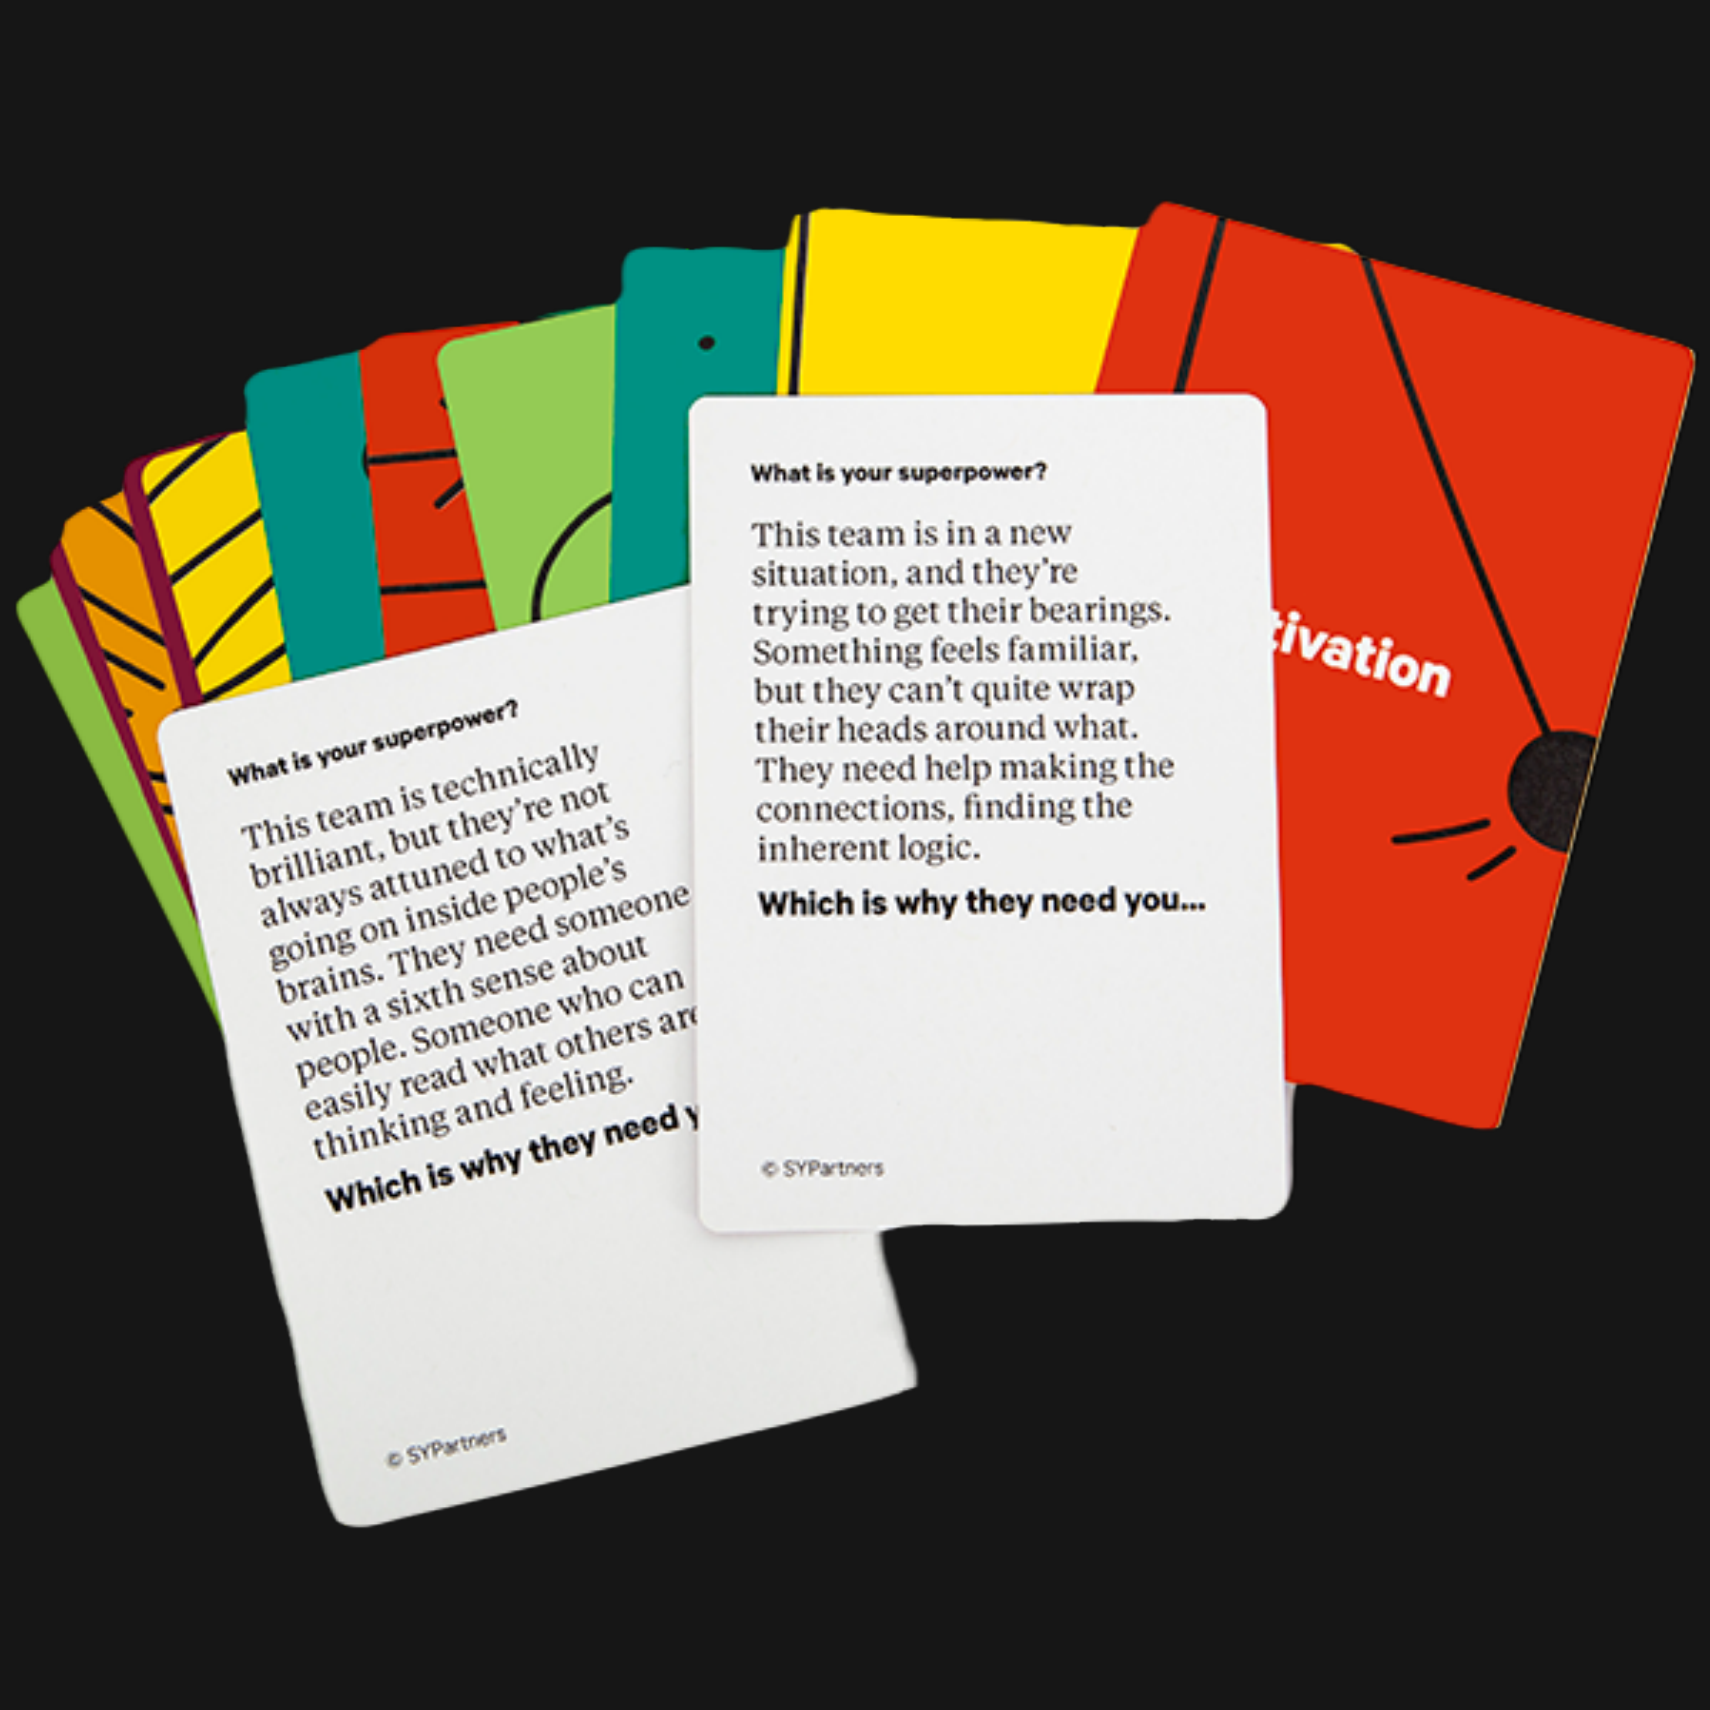 What is your superpower?
This team is technically
brilliant, but they’re not
always attuned to what’s
going on inside people’s
brains. They need someone
with a sixth sense about
people. Someone who can
easily read what others are
thinking and feeling.
Which is why they need
© SYPartners
What is your superpower?
This team is in a new
situation, and they’re
trying to get their bearings.
Something feels familiar,
but they can’t quite wrap
their heads around what.
They need help making the
connections, finding the
inherent logic.
Which is why they need you...
© SYPartners
tivation